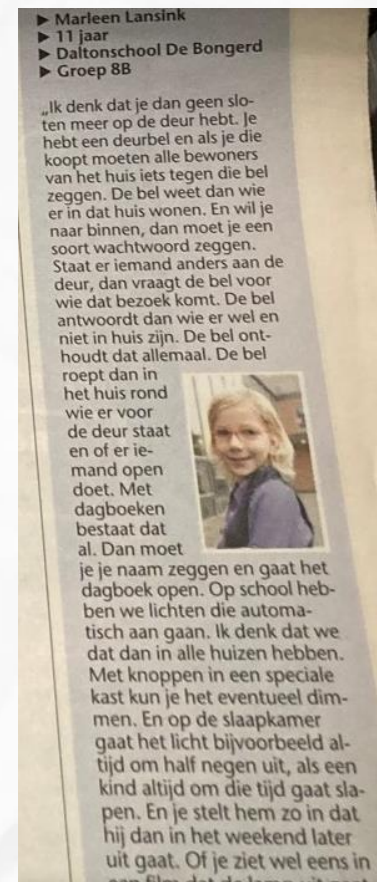 ▶ Marleen Lansink
▶ 11 jaar
▶ Daltonschool De Bongerd
▶ Groep 8B
„Ik denk dat je dan geen slo-
ten meer op de deur hebt. Je
hebt een deurbel en als je die
koopt moeten alle bewoners
van het huis iets tegen die bel
zeggen. De bel weet dan wie
er in dat huis wonen. En wil je
naar binnen, dan moet je een
soort wachtwoord zeggen.
Staat er iemand anders aan de
deur, dan vraagt de bel voor
wie dat bezoek komt. De bel
antwoordt dan wie er wel en
niet in huis zijn. De bel ont-
houdt dat allemaal. De bel
roept dan in
het huis rond
wie er voor
de deur staat
en of er ie-
mand open
doet. Met
dagboeken
bestaat dat
al. Dan moet
je je naam zeggen en gaat het
dagboek open. Op school heb-
ben we lichten die automa-
tisch aan gaan. Ik denk dat we
dat dan in alle huizen hebben.
Met knoppen in een speciale
kast kun je het eventueel dim-
men. En op de slaapkamer
gaat het licht bijvoorbeeld al-
tijd om half negen uit, als een
kind altijd om die tijd gaat sla-
pen. En je stelt hem zo in dat
hij dan in het weekend later
uit gaat. Of je ziet wel eens in